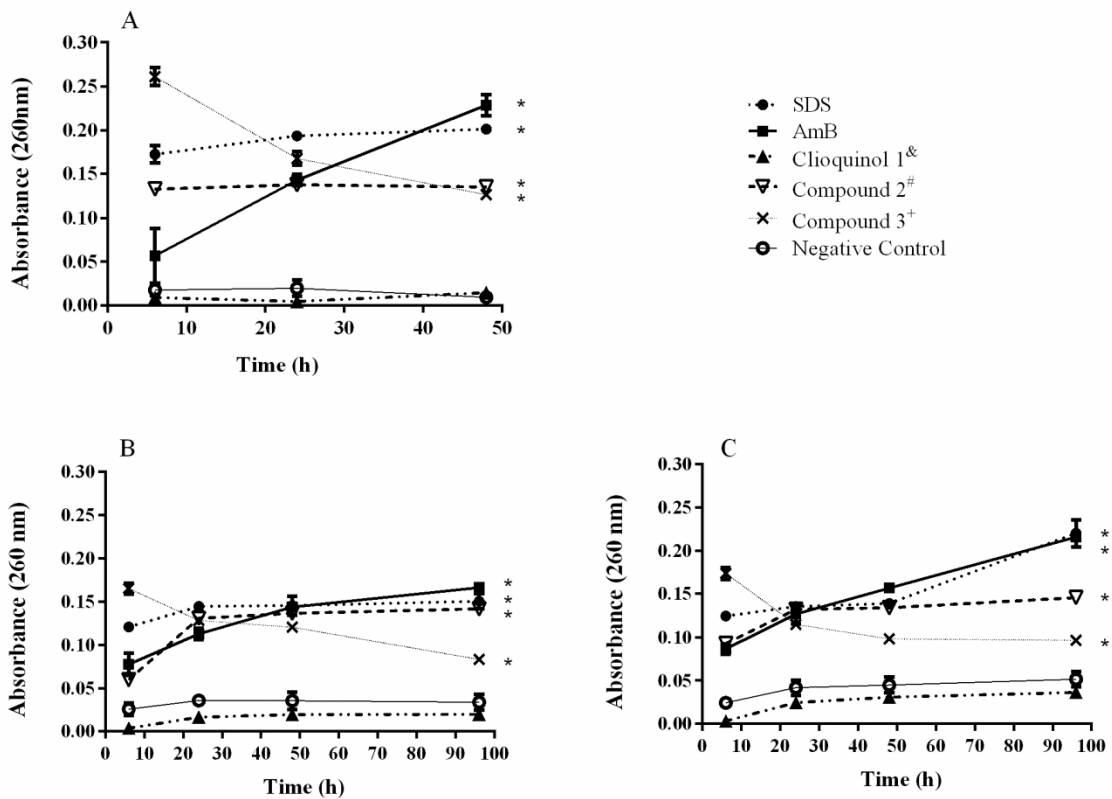 A
Absorbance (260nm)
0.30
0.25
0.20
0.15
0.10
0.05
0.00
0 10 20 30 40 50
Time (h)
*
*
*
*
SDS
AmB
Clioquinol 1&
Compound 2#
Compound 3+
Negative Control
B
Absorbance (260 nm)
0.30
0.25
0.20
0.15
0.10
0.05
0.00
0 10 20 30 40 50 60 70 80 90 100
Time (h)
*
*
*
*
C
Absorbance (260 nm)
0.30
0.25
0.20
0.15
0.10
0.05
0.00
0 10 20 30 40 50 60 70 80 90 100
Time (h)
*
*
*
*